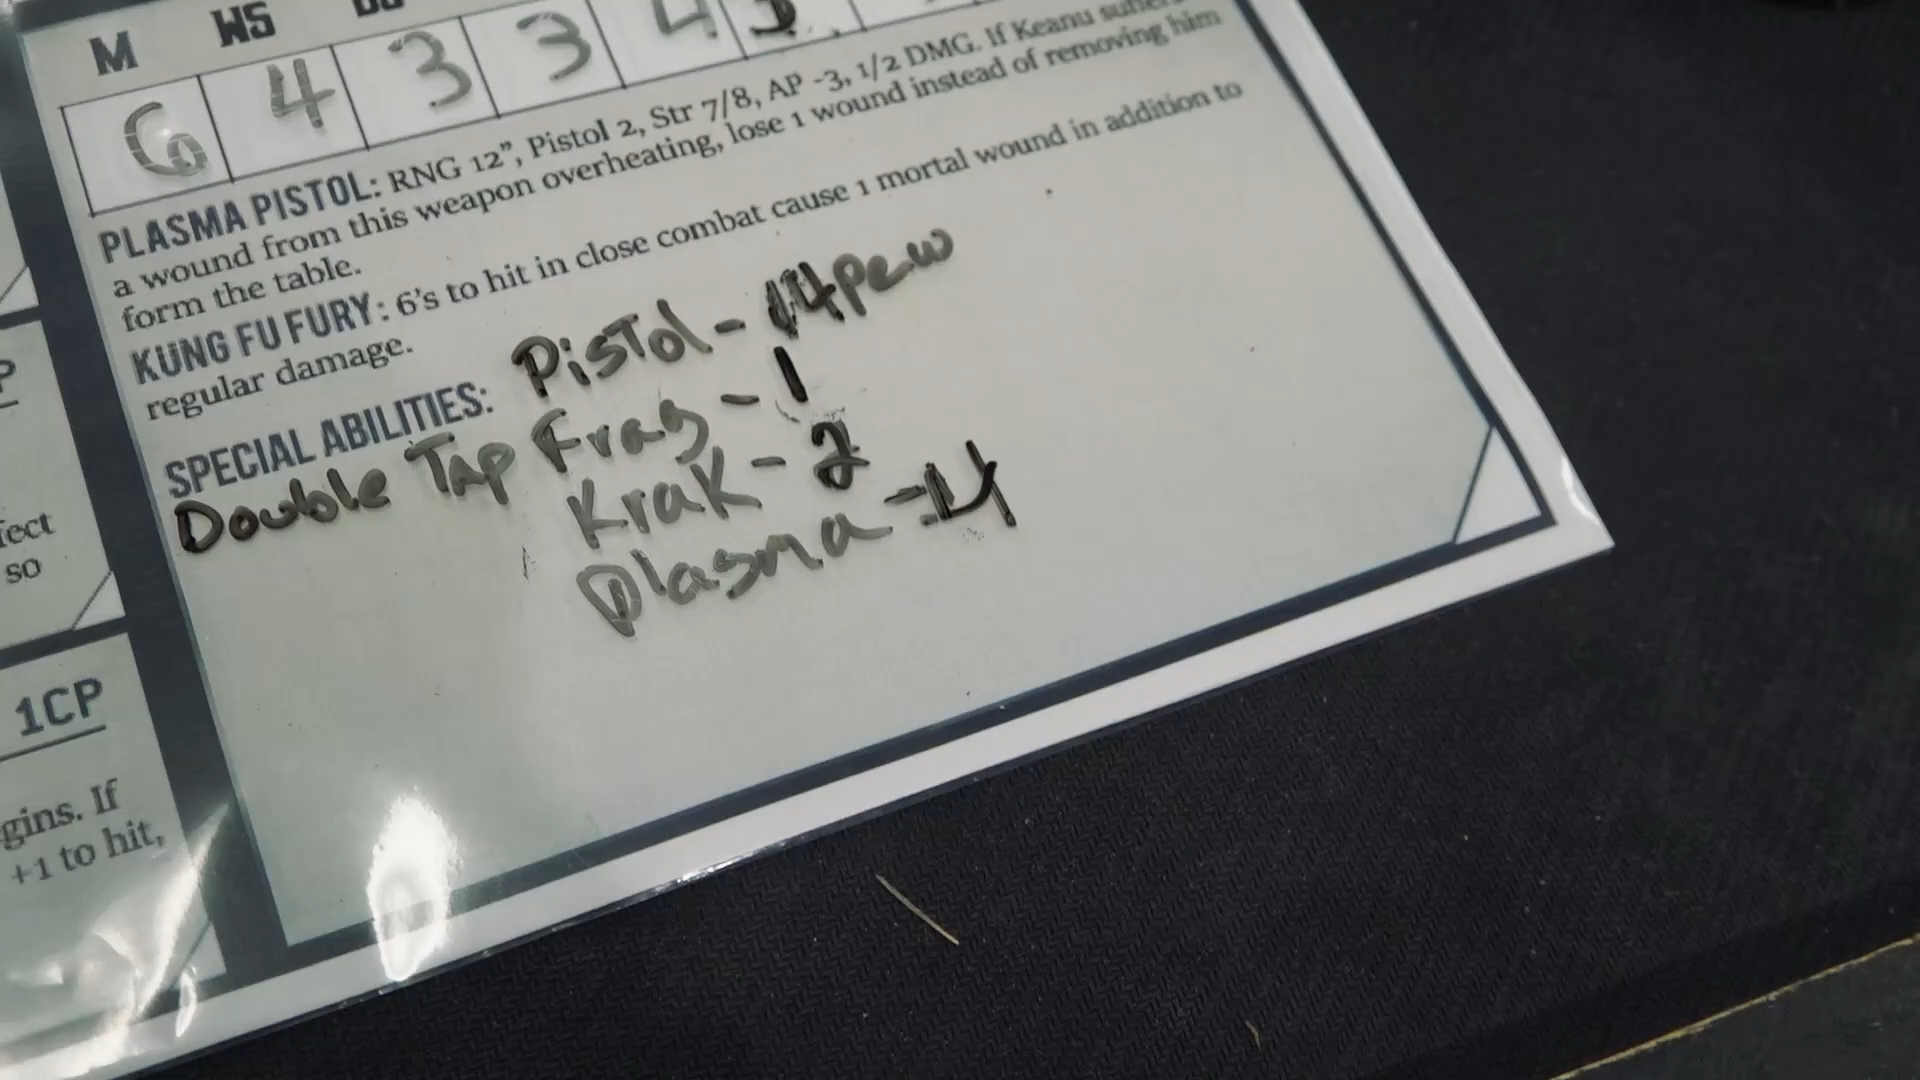 M WS
6 4 3 3 4
PLASMA PISTOL: RNG 12", Pistol 2, Str 7/8, AP -3, 1/2 DMG. If Keanu suffers
a wound from this weapon overheating, lose 1 wound instead of removing him
form the table.
KUNG FU FURY: 6's to hit in close combat cause 1 mortal wound in addition to
regular damage.
SPECIAL ABILITIES: Pistol - 14 pew
Double Tap Frag - 1
Krak - 2
Plasma - 4
fect
so
1CP
gins. If
+1 to hit,